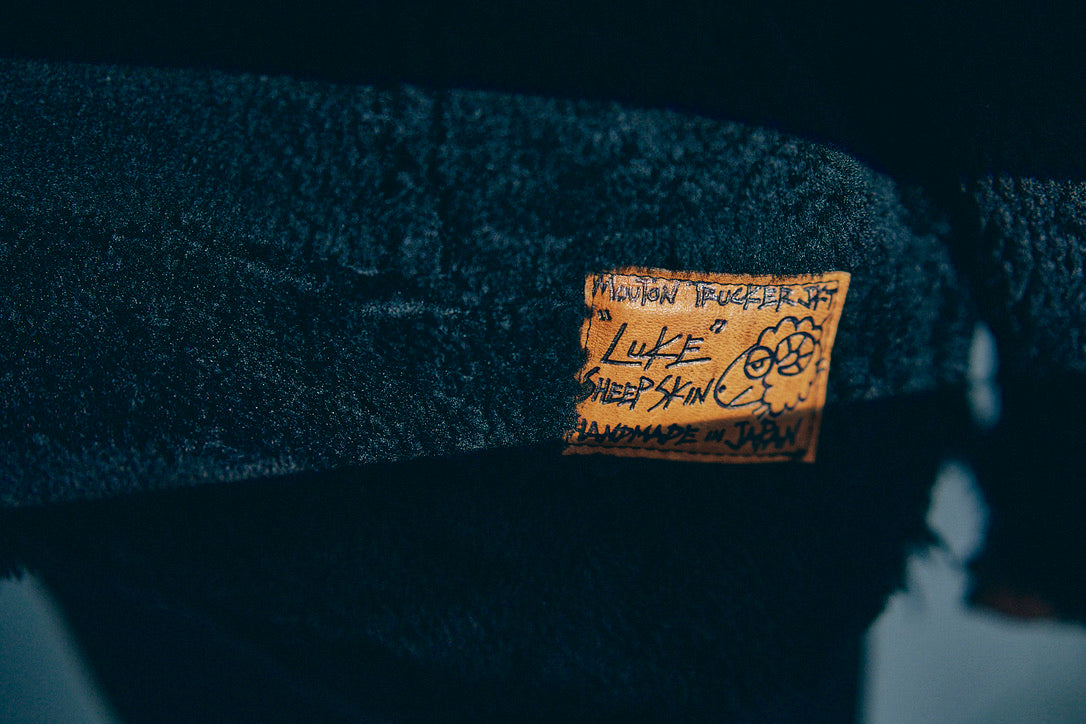 MOUTON TRUCKER JKT
"LUKE"
SHEEPSKIN
HANDMADE IN JAPAN